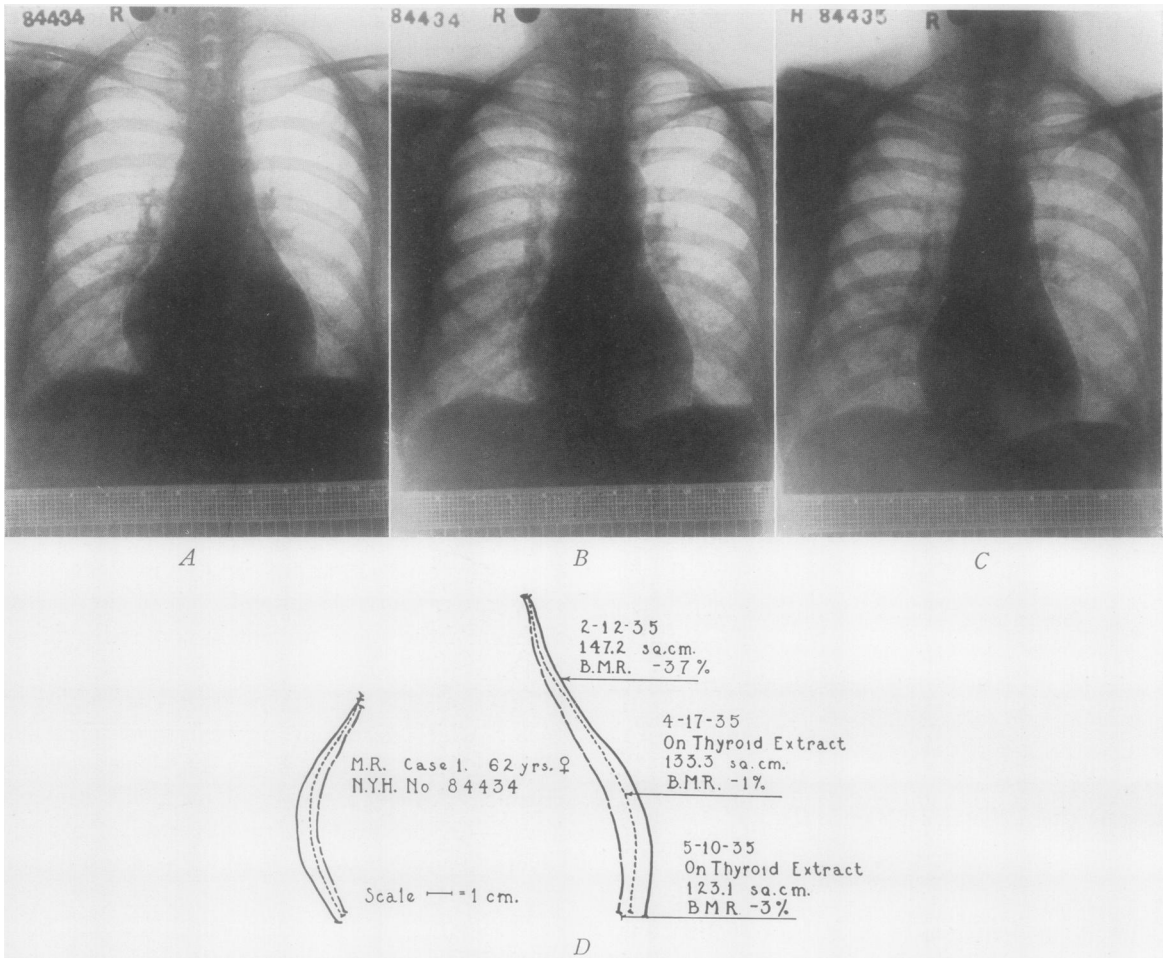 84434 R
84434 R
H 84435 R
A
B
C
2-12-35
147.2 sq.cm.
B.M.R. -37%
4-17-35
On Thyroid Extract
133.3 sq.cm.
B.M.R. -1%
M.R. Case 1. 62 yrs. ♀
N.Y.H. No 84434
5-10-35
On Thyroid Extract
123.1 sq.cm.
B M R -3%
Scale = 1 cm.
D